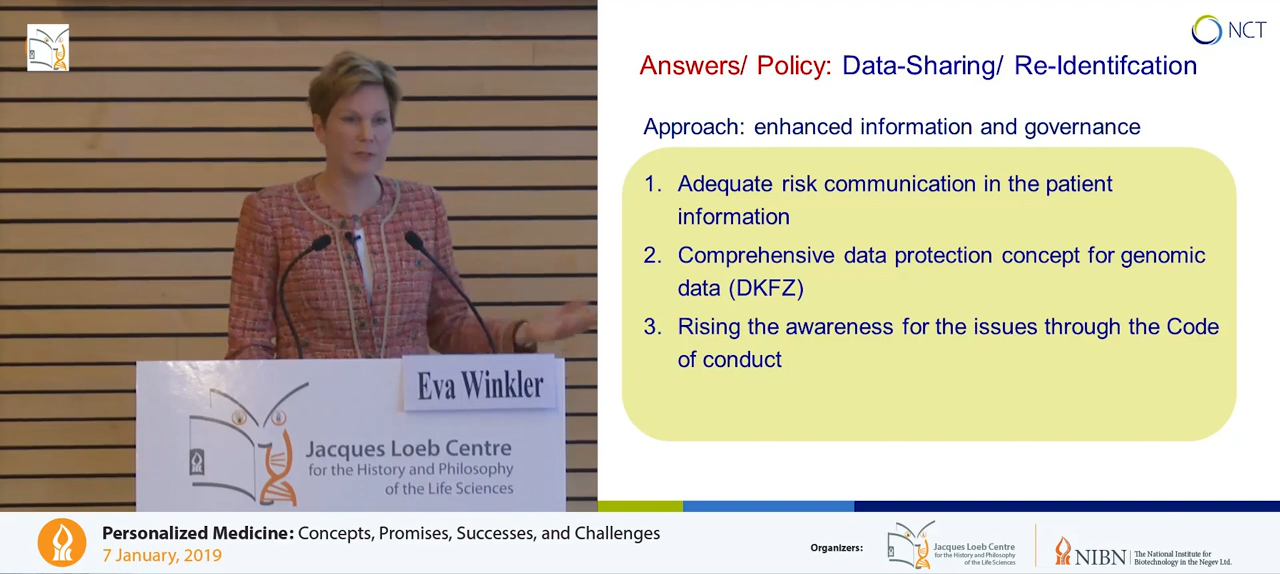 NCT
Answers/ Policy: Data-Sharing/ Re-Identifcation
Approach: enhanced information and governance
1. Adequate risk communication in the patient
information
2. Comprehensive data protection concept for genomic
data (DKFZ)
3. Rising the awareness for the issues through the Code
of conduct
Eva Winkler
Jacques Loeb Centre
for the History and Philosophy
of the Life Sciences
Personalized Medicine: Concepts, Promises, Successes, and Challenges
7 January, 2019
Organizers:
Jacques Loeb Centre
for the History and Philosophy
of the Life Sciences
NIBN
The National Institute for
Biotechnology in the Negev Ltd.